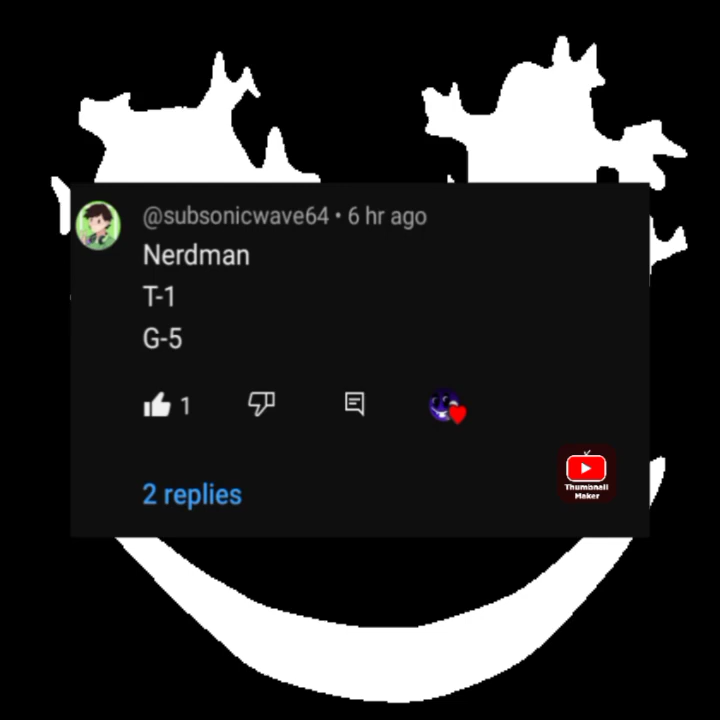 @subsonicwave64 • 6 hr ago
Nerdman
T-1
G-5
1
2 replies
Thumbnail
Maker